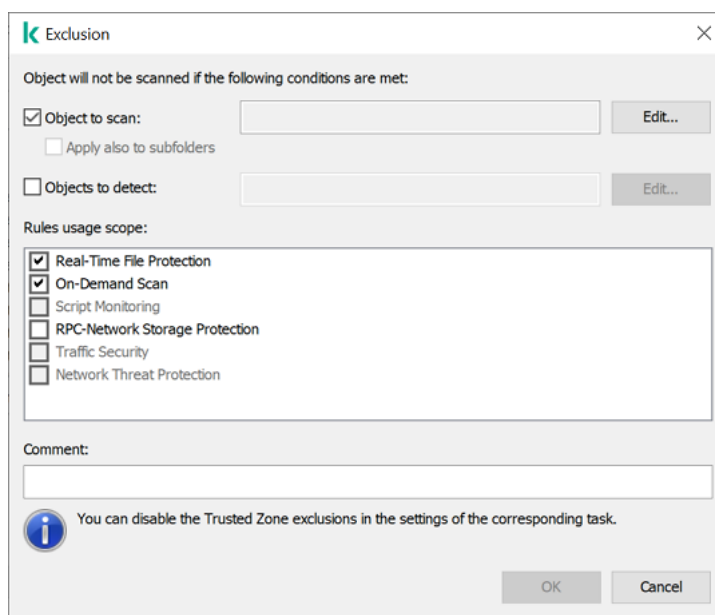 Exclusion
Object will not be scanned if the following conditions are met:
Object to scan:
Edit...
Apply also to subfolders
Objects to detect:
Edit...
Rules usage scope:
Real-Time File Protection
On-Demand Scan
Script Monitoring
RPC-Network Storage Protection
Traffic Security
Network Threat Protection
Comment:
You can disable the Trusted Zone exclusions in the settings of the corresponding task.
OK
Cancel